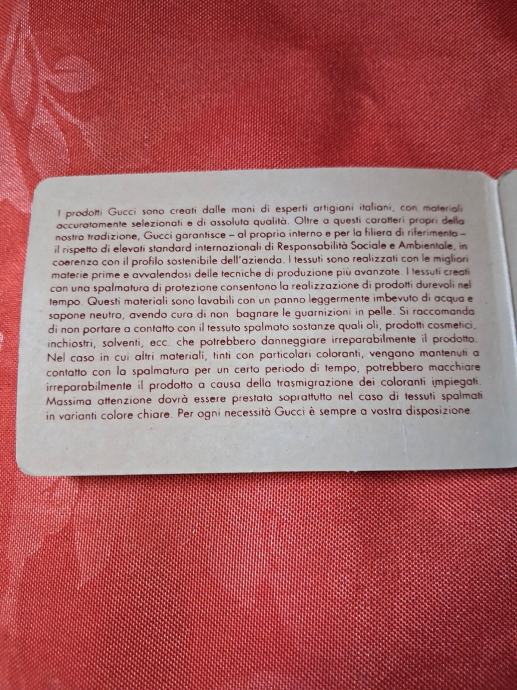 I prodotti Gucci sono creati dalle mani di esperti artigiani italiani, con materiali
accuratamente selezionati e di assoluta qualità. Oltre a questi caratteri propri della
nostra tradizione, Gucci garantisce – al proprio interno e per la filiera di riferimento –
il rispetto di elevati standard internazionali di Responsabilità Sociale e Ambientale, in
coerenza con il profilo sostenibile dell'azienda. I tessuti sono realizzati con le migliori
materie prime e avvalendosi delle tecniche di produzione più avanzate. I tessuti creati
con una spalmatura di protezione consentono la realizzazione di prodotti durevoli nel
tempo. Questi materiali sono lavabili con un panno leggermente imbevuto di acqua e
sapone neutro, avendo cura di non bagnare le guarnizioni in pelle. Si raccomanda
di non portare a contatto con il tessuto spalmato sostanze quali oli, prodotti cosmetici,
inchiostri, solventi, ecc. che potrebbero danneggiare irreparabilmente il prodotto.
Nel caso in cui altri materiali, tinti con particolari coloranti, vengano mantenuti a
contatto con la spalmatura per un certo periodo di tempo, potrebbero macchiare
irreparabilmente il prodotto a causa della trasmigrazione dei coloranti impiegati.
Massima attenzione dovrà essere prestata soprattutto nel caso di tessuti spalmati
in varianti colore chiare. Per ogni necessità Gucci è sempre a vostra disposizione.